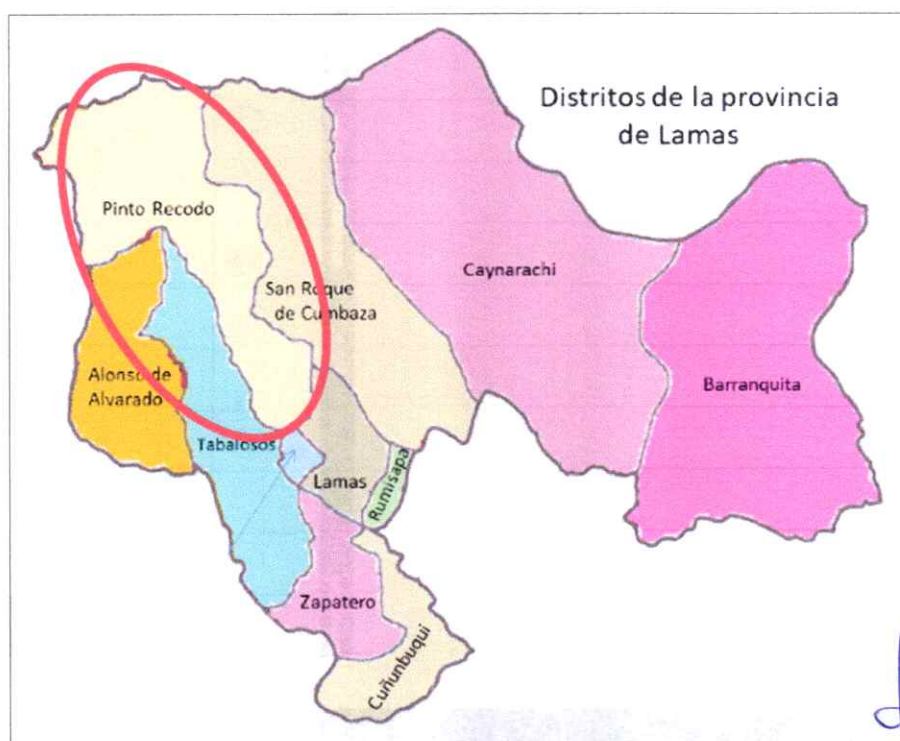 Distritos de la provincia
de Lamas
Pinto Recodo
San Roque
de Cumbaza
Caynarachi
Barranquita
Alonso de
Alvarado
Tabalosos
Lamas
Rumisapa
Zapatero
Cuñunbuqui